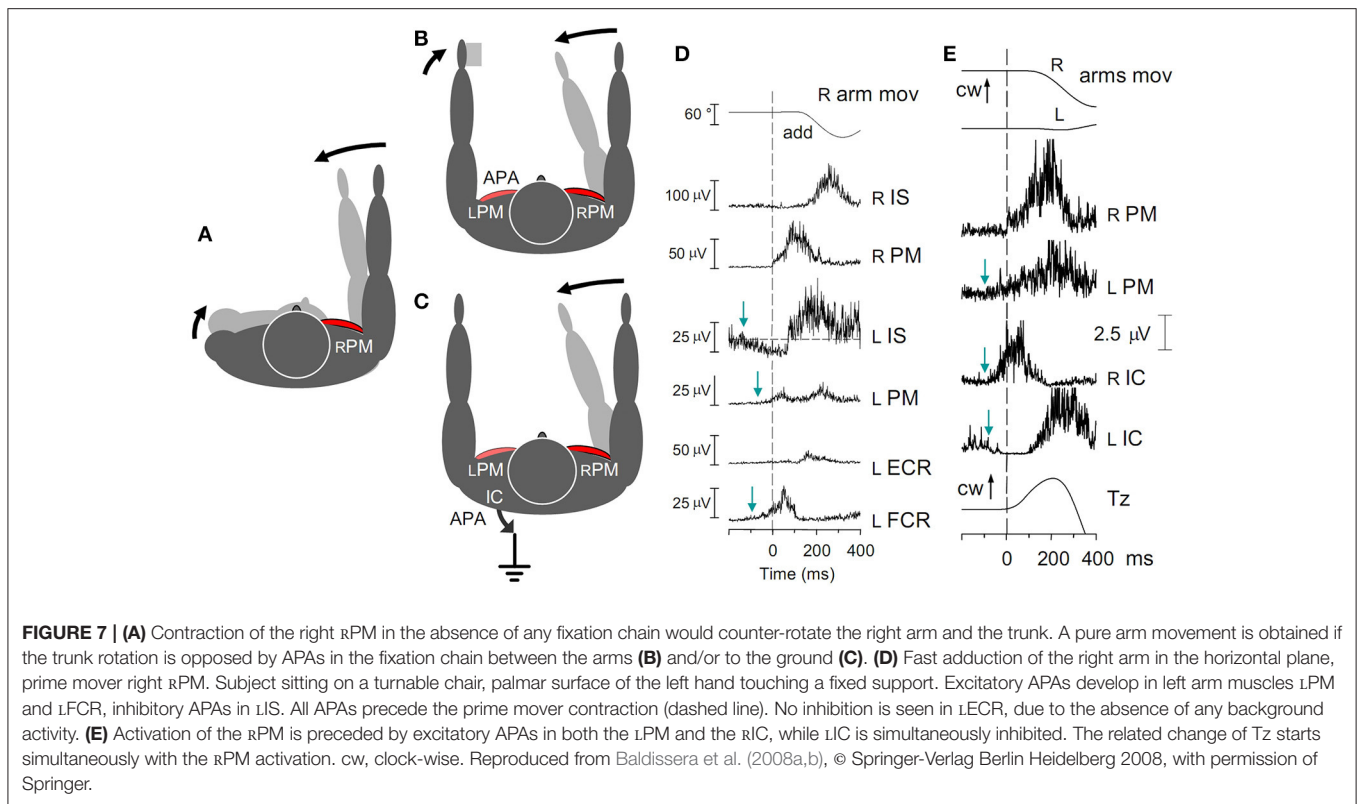 A
RPM
B
APA
LPM
RPM
C
LPM
RPM
IC
APA
D
R arm mov
60 °
add
100 µV
R IS
50 µV
R PM
25 µV
L IS
25 µV
L PM
50 µV
L ECR
25 µV
L FCR
0
200
400
Time (ms)
E
R
arms mov
cw
L
R PM
L PM
2.5 µV
R IC
L IC
cw
Tz
0
200
400
ms
FIGURE 7 | (A) Contraction of the right RPM in the absence of any fixation chain would counter-rotate the right arm and the trunk. A pure arm movement is obtained if
the trunk rotation is opposed by APAs in the fixation chain between the arms (B) and/or to the ground (C). (D) Fast adduction of the right arm in the horizontal plane,
prime mover right RPM. Subject sitting on a turnable chair, palmar surface of the left hand touching a fixed support. Excitatory APAs develop in left arm muscles LPM
and LFCR, inhibitory APAs in LIS. All APAs precede the prime mover contraction (dashed line). No inhibition is seen in LECR, due to the absence of any background
activity. (E) Activation of the RPM is preceded by excitatory APAs in both the LPM and the RIC, while LIC is simultaneously inhibited. The related change of Tz starts
simultaneously with the RPM activation. cw, clock-wise. Reproduced from Baldissera et al. (2008a,b), © Springer-Verlag Berlin Heidelberg 2008, with permission of
Springer.